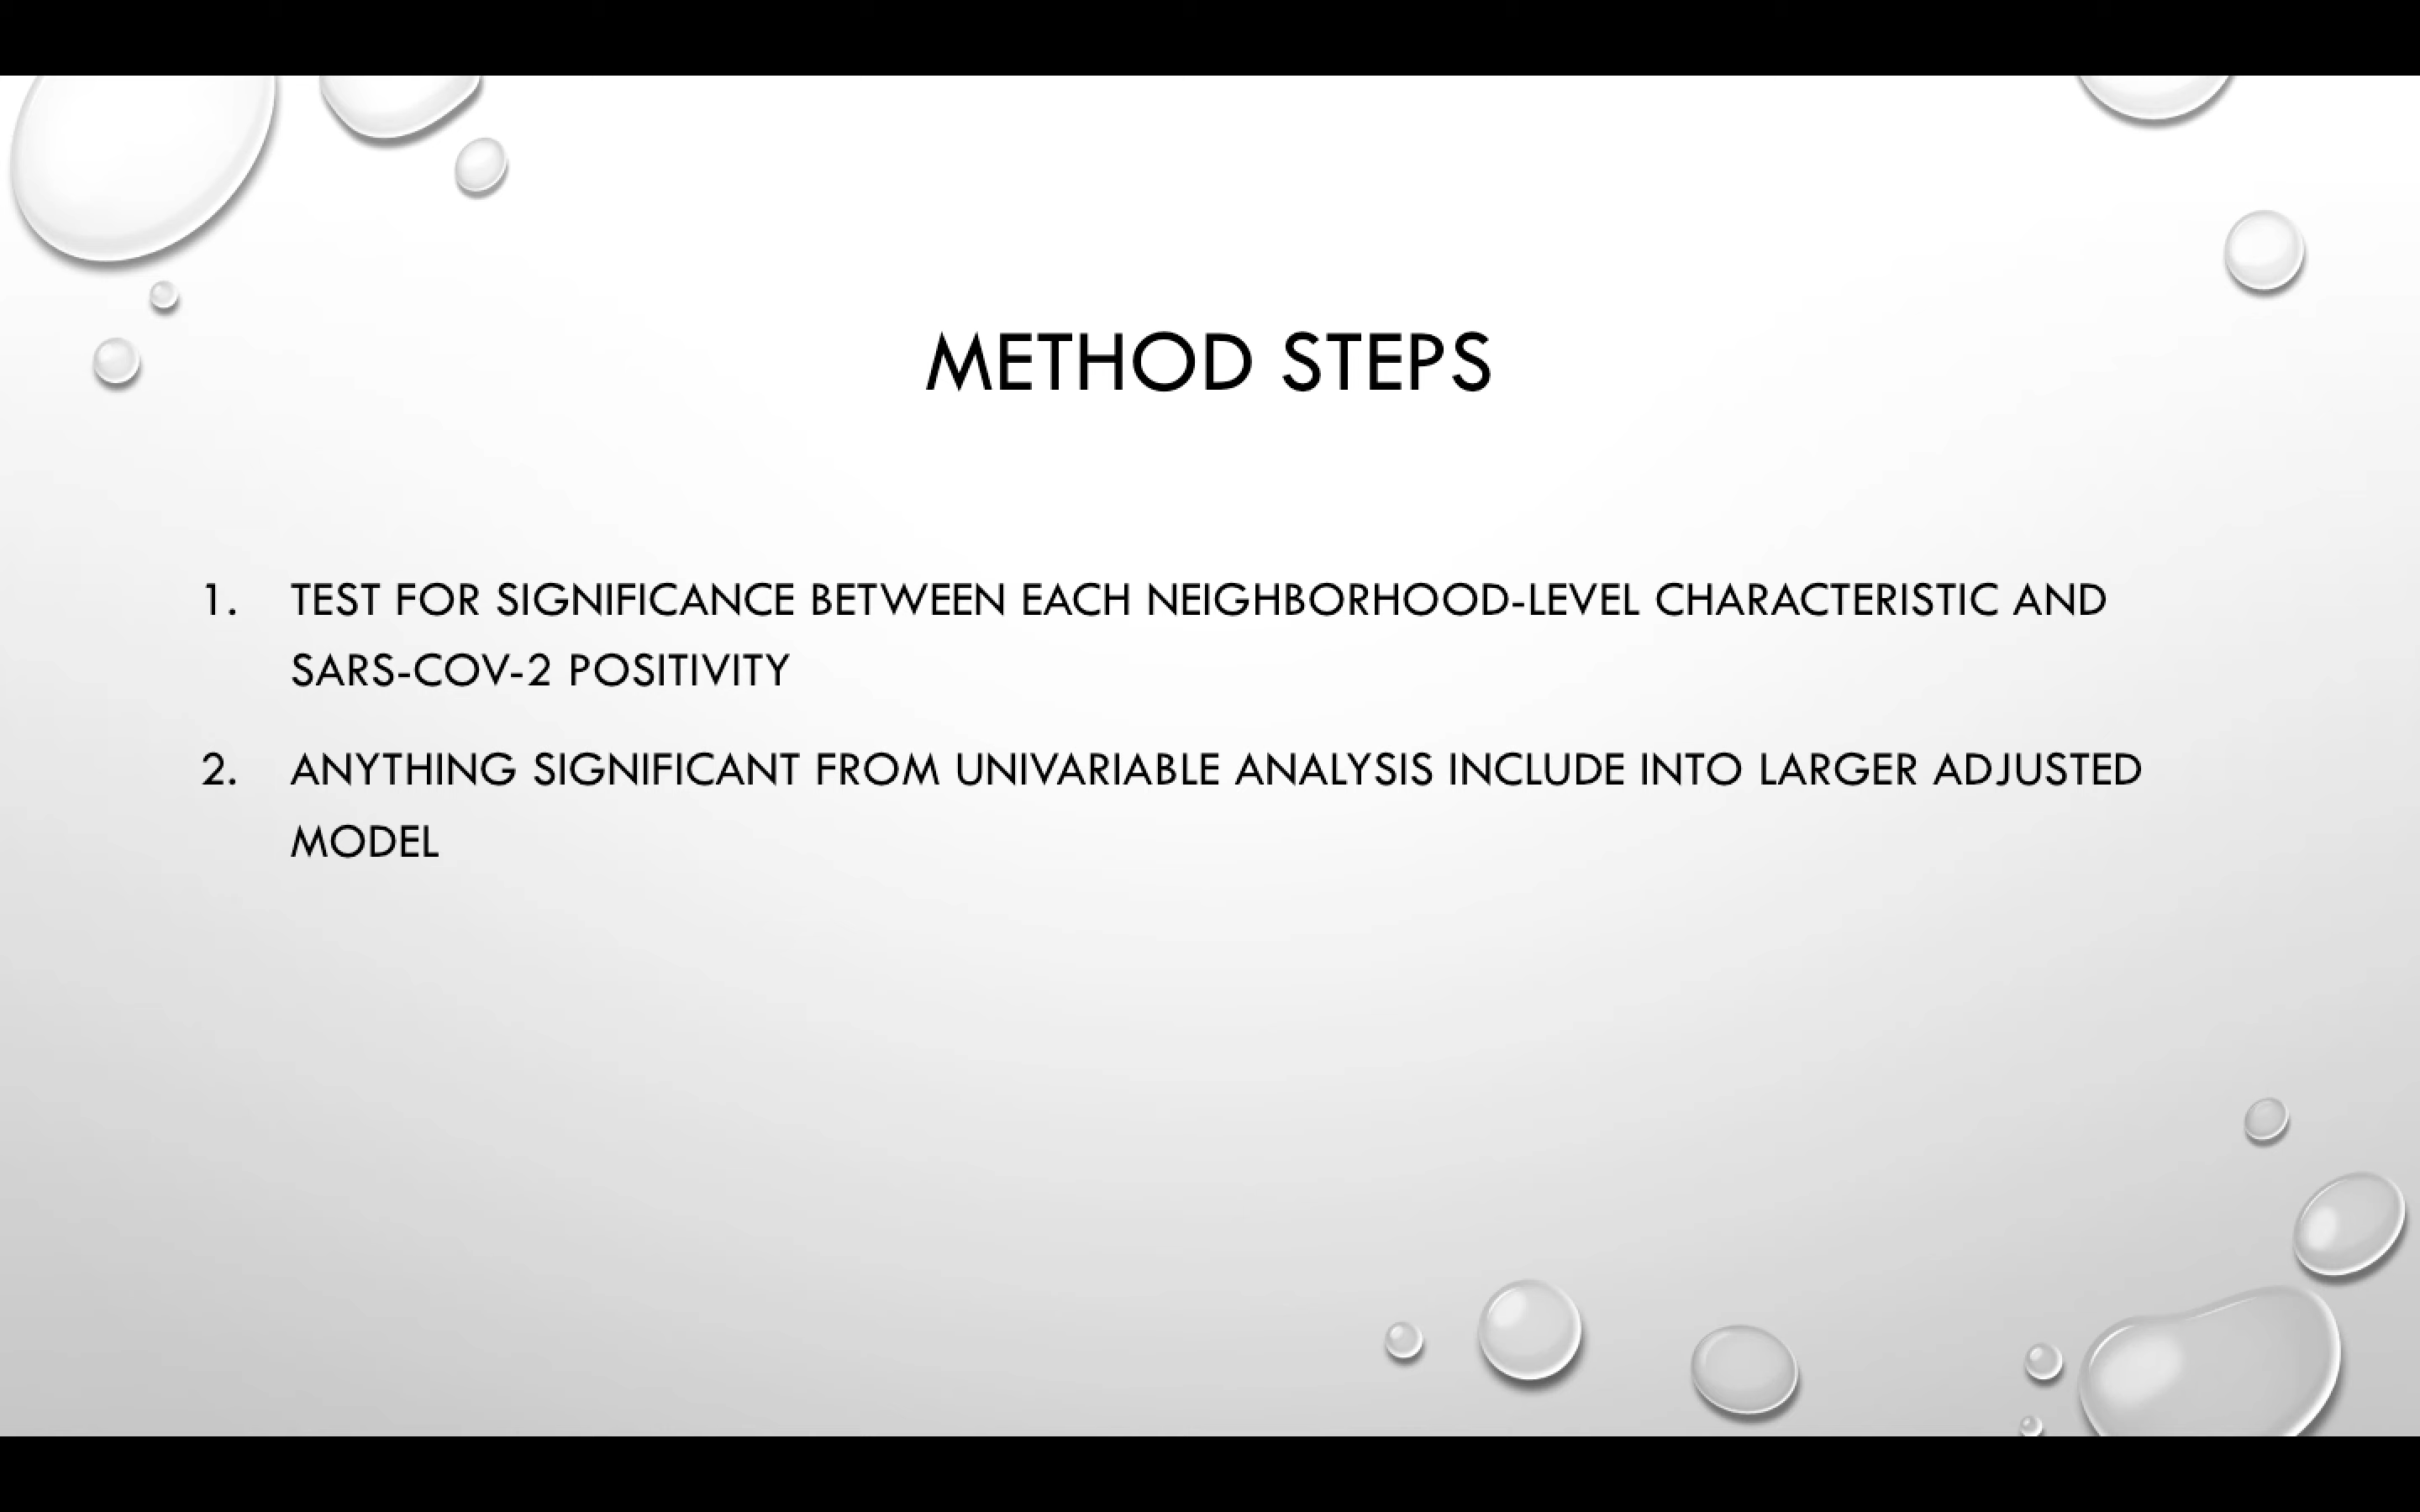 METHOD STEPS
1. TEST FOR SIGNIFICANCE BETWEEN EACH NEIGHBORHOOD-LEVEL CHARACTERISTIC AND
SARS-COV-2 POSITIVITY
2. ANYTHING SIGNIFICANT FROM UNIVARIABLE ANALYSIS INCLUDE INTO LARGER ADJUSTED
MODEL